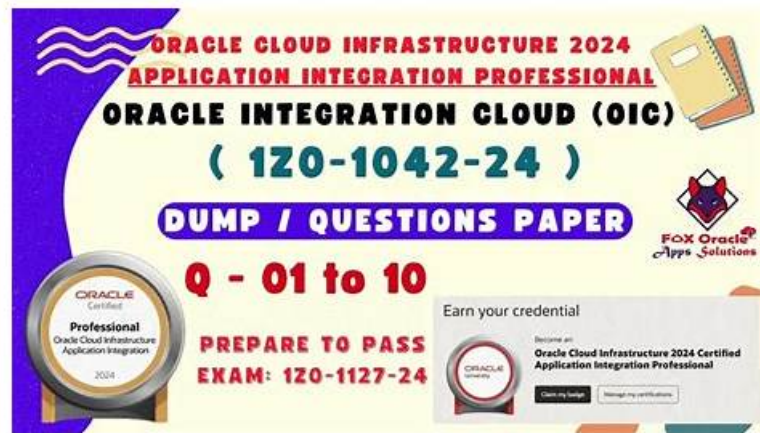 ORACLE CLOUD INFRASTRUCTURE 2024
APPLICATION INTEGRATION PROFESSIONAL
ORACLE INTEGRATION CLOUD (OIC)
( 1Z0-1042-24 )
DUMP / QUESTIONS PAPER
FOX Oracle
Apps Solutions
Q - 01 to 10
PREPARE TO PASS
EXAM: 1Z0-1127-24
ORACLE
Certified
Professional
Oracle Cloud Infrastructure
Application Integration
2024
Earn your credential
Become an
Oracle Cloud Infrastructure 2024 Certified
Application Integration Professional
ORACLE
University
Claim my badge
Manage my certifications